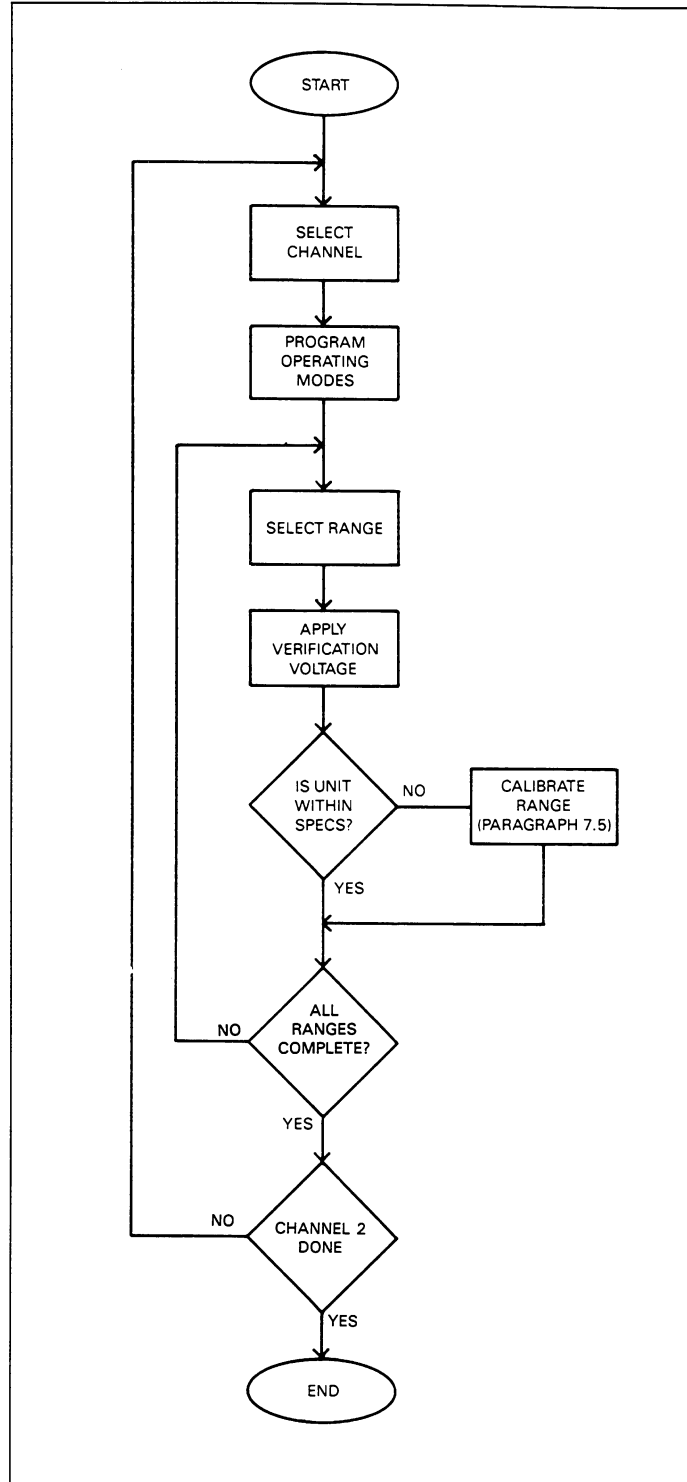 START
SELECT
CHANNEL
PROGRAM
OPERATING
MODES
SELECT RANGE
APPLY
VERIFICATION
VOLTAGE
IS UNIT
WITHIN
SPECS?
NO
CALIBRATE
RANGE
(PARAGRAPH 7.5)
YES
ALL
RANGES
COMPLETE?
NO
YES
CHANNEL 2
DONE
NO
YES
END